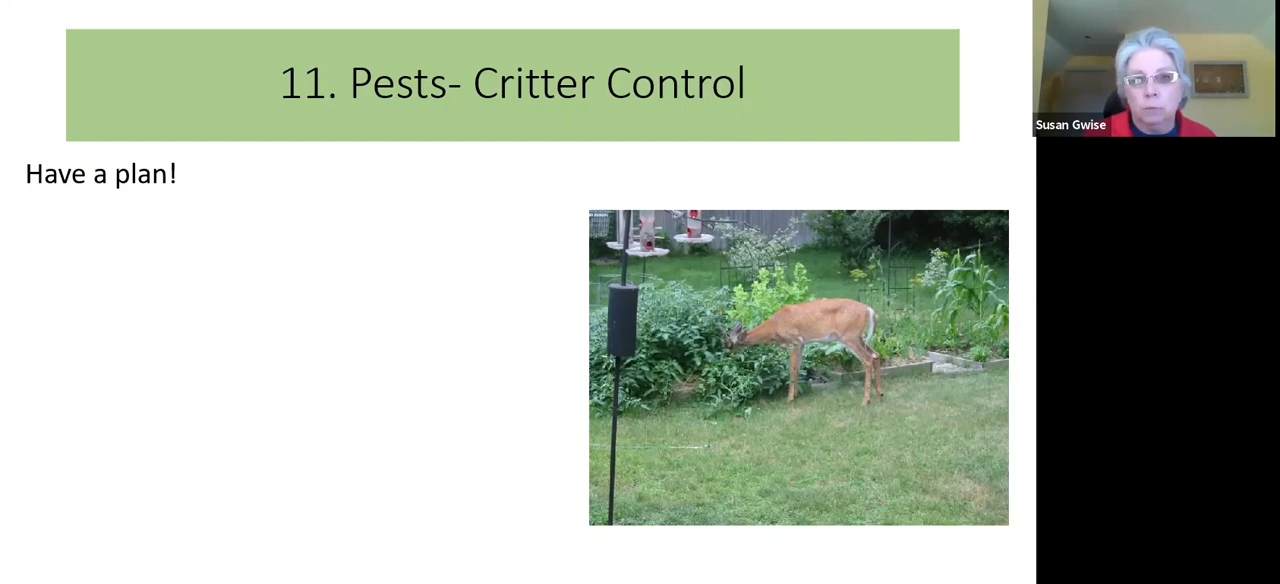 11. Pests- Critter Control
Susan Gwise
Have a plan!